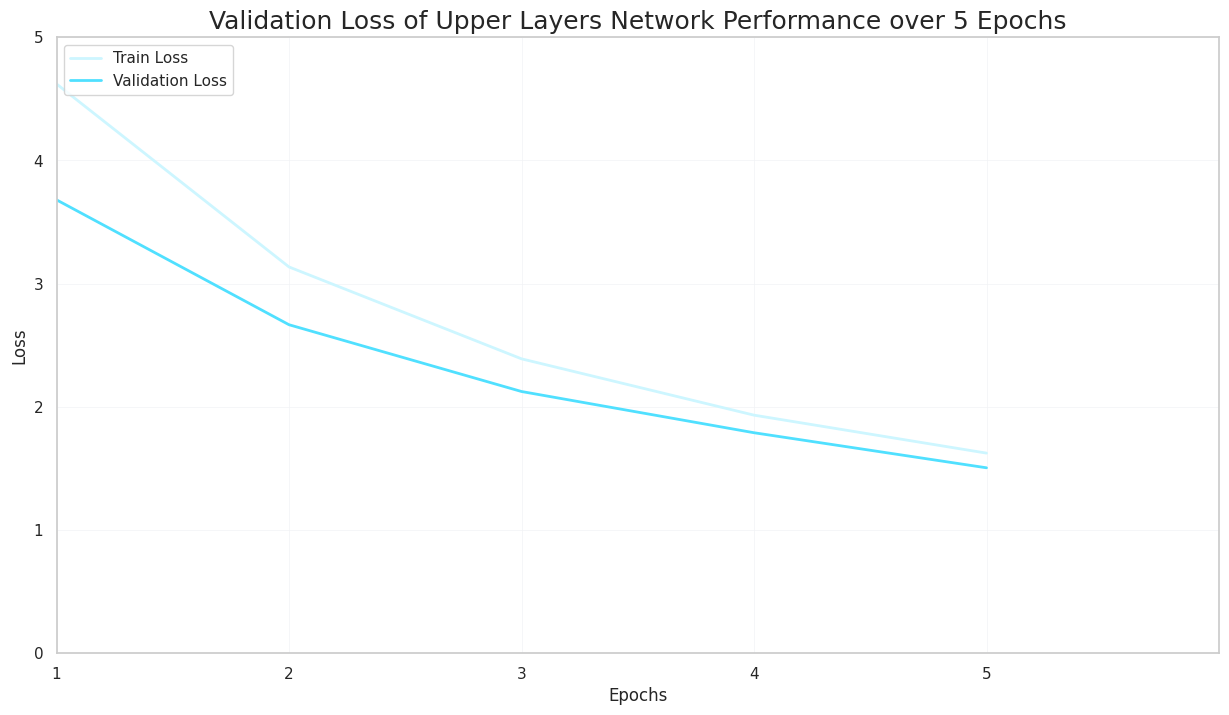 Validation Loss of Upper Layers Network Performance over 5 Epochs
Train Loss
Validation Loss
Loss
5
4
3
2
1
0
1 2 3 4 5
Epochs